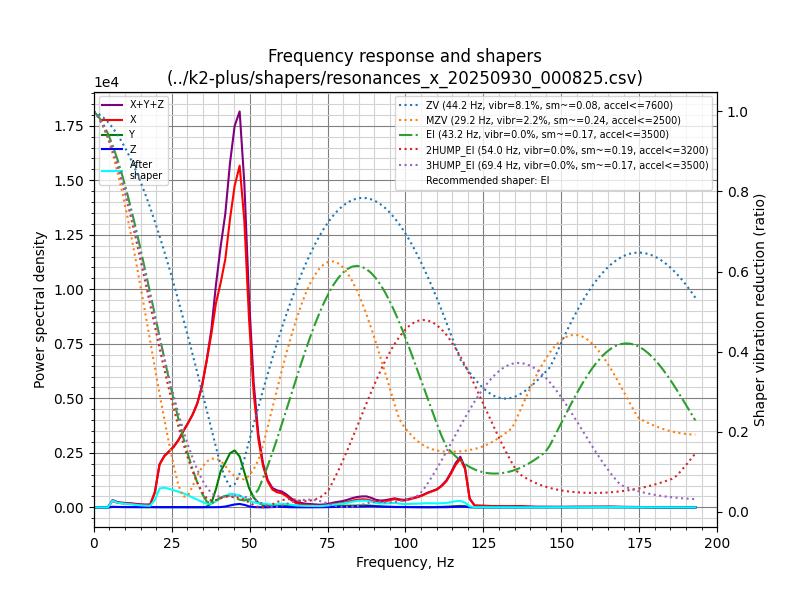 Frequency response and shapers
(../k2-plus/shapers/resonances_x_20250930_000825.csv)
1e4
X+Y+Z
X
Y
Z
After
shaper
ZV (44.2 Hz, vibr=8.1%, sm~=0.08, accel<=7600)
MZV (29.2 Hz, vibr=2.2%, sm~=0.24, accel<=2500)
EI (43.2 Hz, vibr=0.0%, sm~=0.17, accel<=3500)
2HUMP_EI (54.0 Hz, vibr=0.0%, sm~=0.19, accel<=3200)
3HUMP_EI (69.4 Hz, vibr=0.0%, sm~=0.17, accel<=3500)
Recommended shaper: EI
1.75
1.50
1.25
1.00
0.75
0.50
0.25
0.00
Power spectral density
1.0
0.8
0.6
0.4
0.2
0.0
Shaper vibration reduction (ratio)
0 25 50 75 100 125 150 175 200
Frequency, Hz